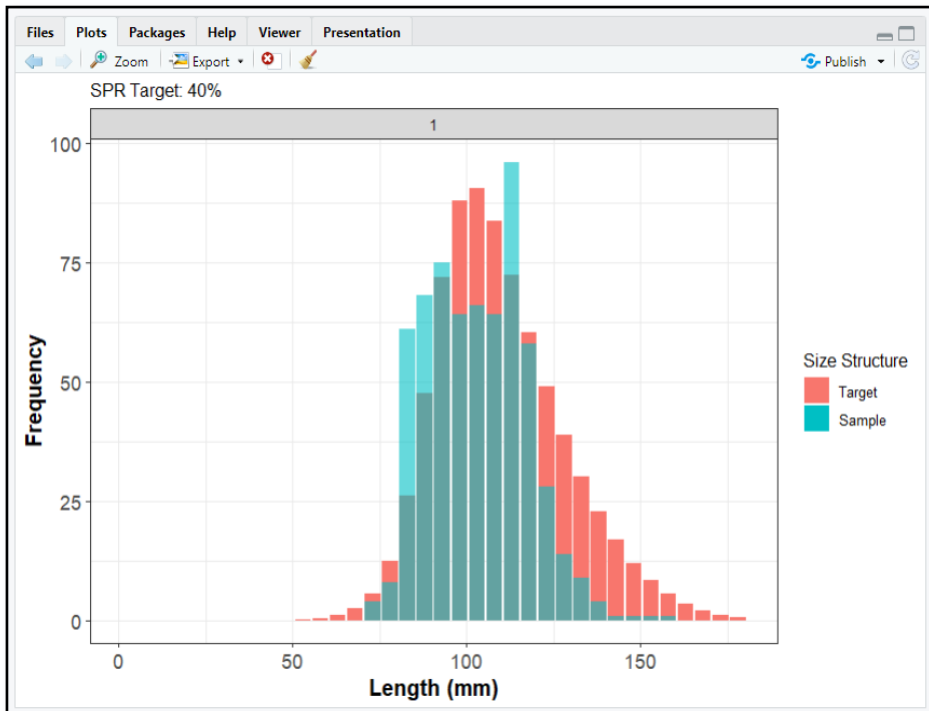 Files Plots Packages Help Viewer Presentation
Zoom Export Publish
SPR Target: 40%
1
100
75
50
25
0
Frequency
0 50 100 150
Length (mm)
Size Structure
Target
Sample